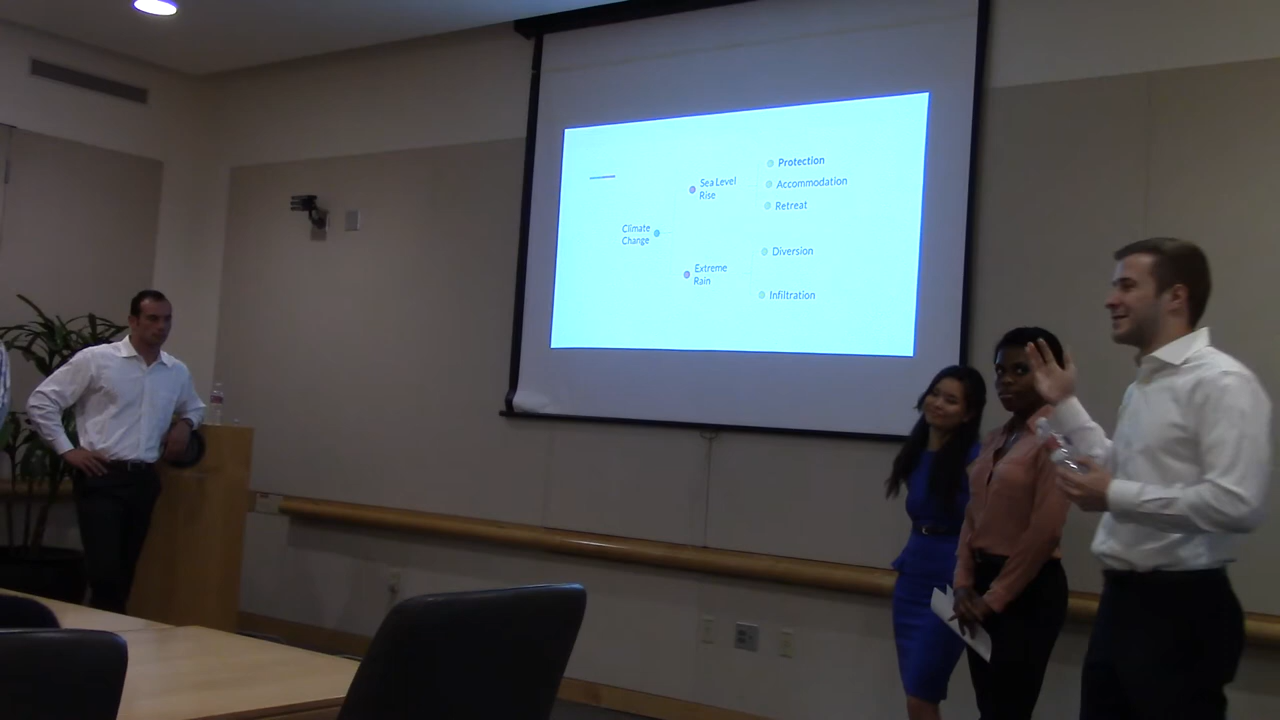 Climate
Change
Sea Level
Rise
Protection
Accommodation
Retreat
Extreme
Rain
Diversion
Infiltration